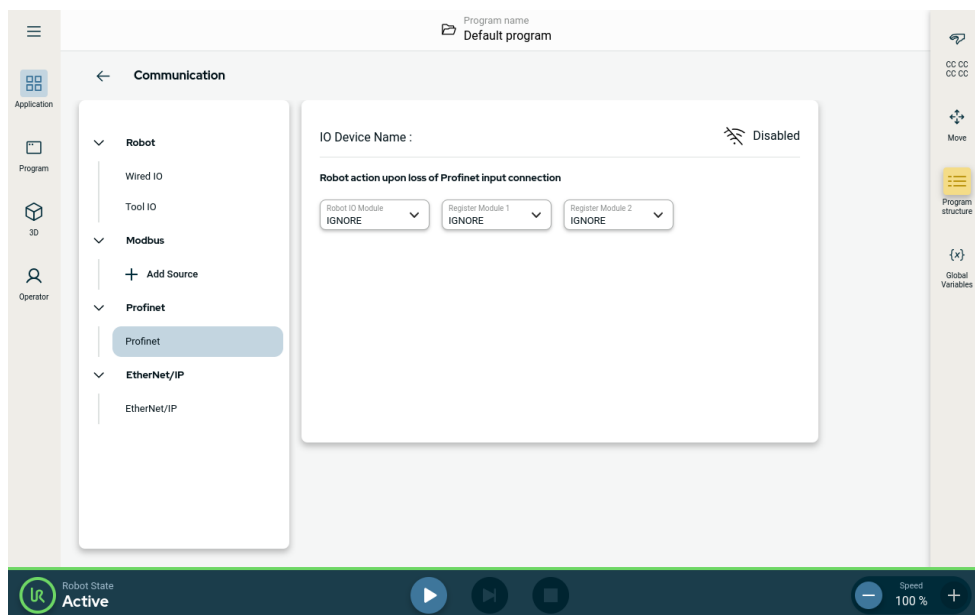 Program name
Default program
Application
Program
3D
Operator
Communication
Robot
Wired IO
Tool IO
Modbus
Add Source
Profinet
Profinet
EtherNet/IP
EtherNet/IP
IO Device Name :
Disabled
Robot action upon loss of Profinet input connection
Robot IO Module
IGNORE
Register Module 1
IGNORE
Register Module 2
IGNORE
CC CC
CC CC
Move
Program
structure
{x}
Global
Variables
UR
Robot State
Active
Speed
100 %